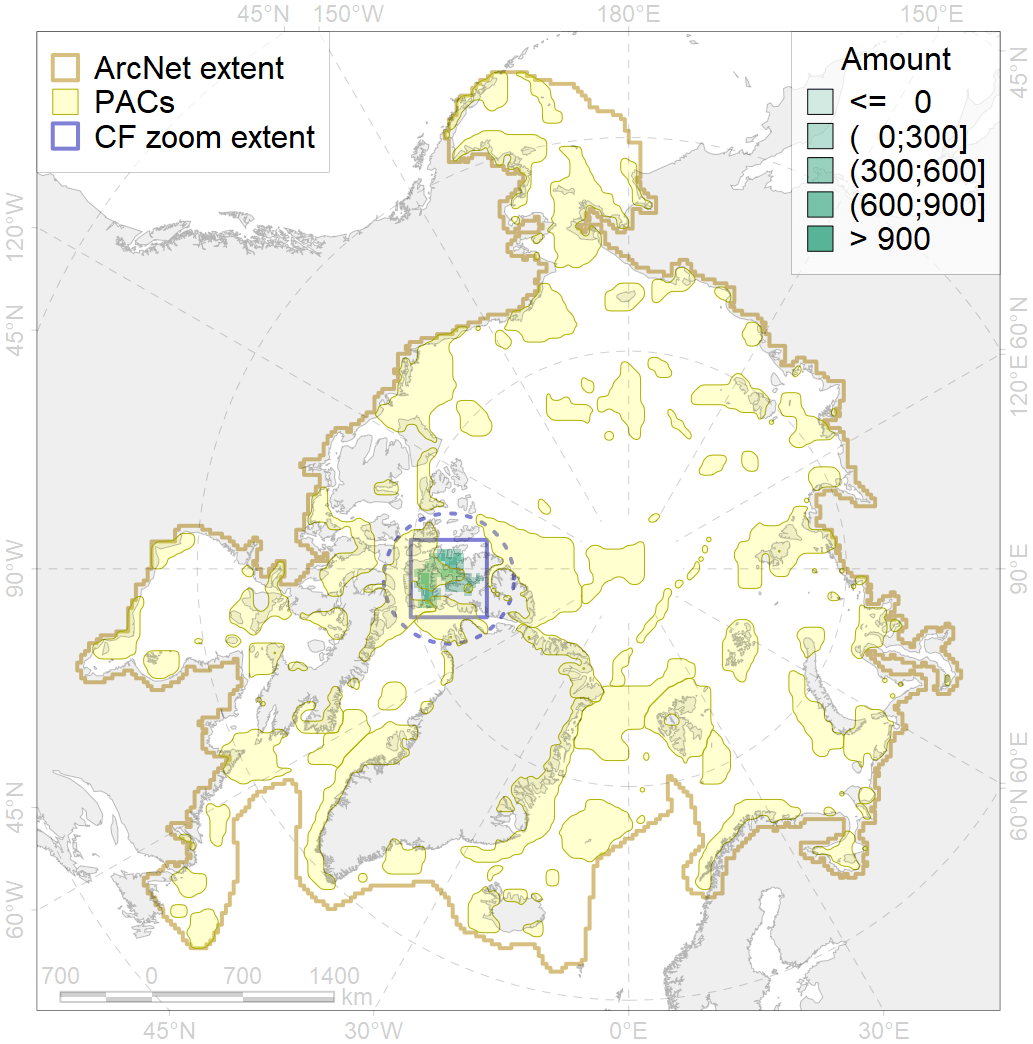 45°N 150°W 180°E 150°E
ArcNet extent
PACs
CF zoom extent
Amount
<= 0
( 0;300]
(300;600]
(600;900]
> 900
45°N
120°W
45°N
60°N
120°E
90°W
90°E
45°N
60°E
60°N
60°W
700 0 700 1400
km
45°N 30°W 0°E 30°E